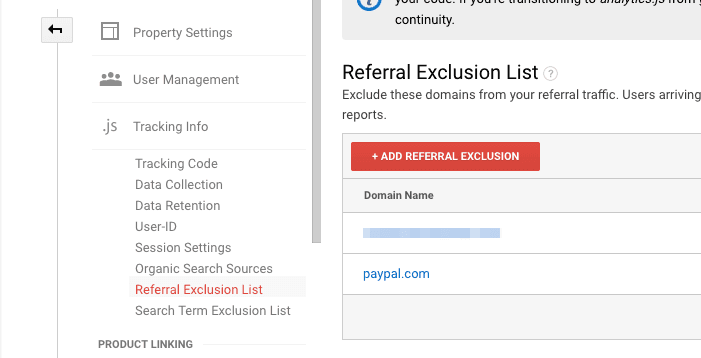 Property Settings
User Management
.js Tracking Info
Tracking Code
Data Collection
Data Retention
User-ID
Session Settings
Organic Search Sources
Referral Exclusion List
Search Term Exclusion List
PRODUCT LINKING
your code. If you're transitioning to analytics.js from
continuity.
Referral Exclusion List ?
Exclude these domains from your referral traffic. Users arriving
reports.
+ ADD REFERRAL EXCLUSION
Domain Name
paypal.com